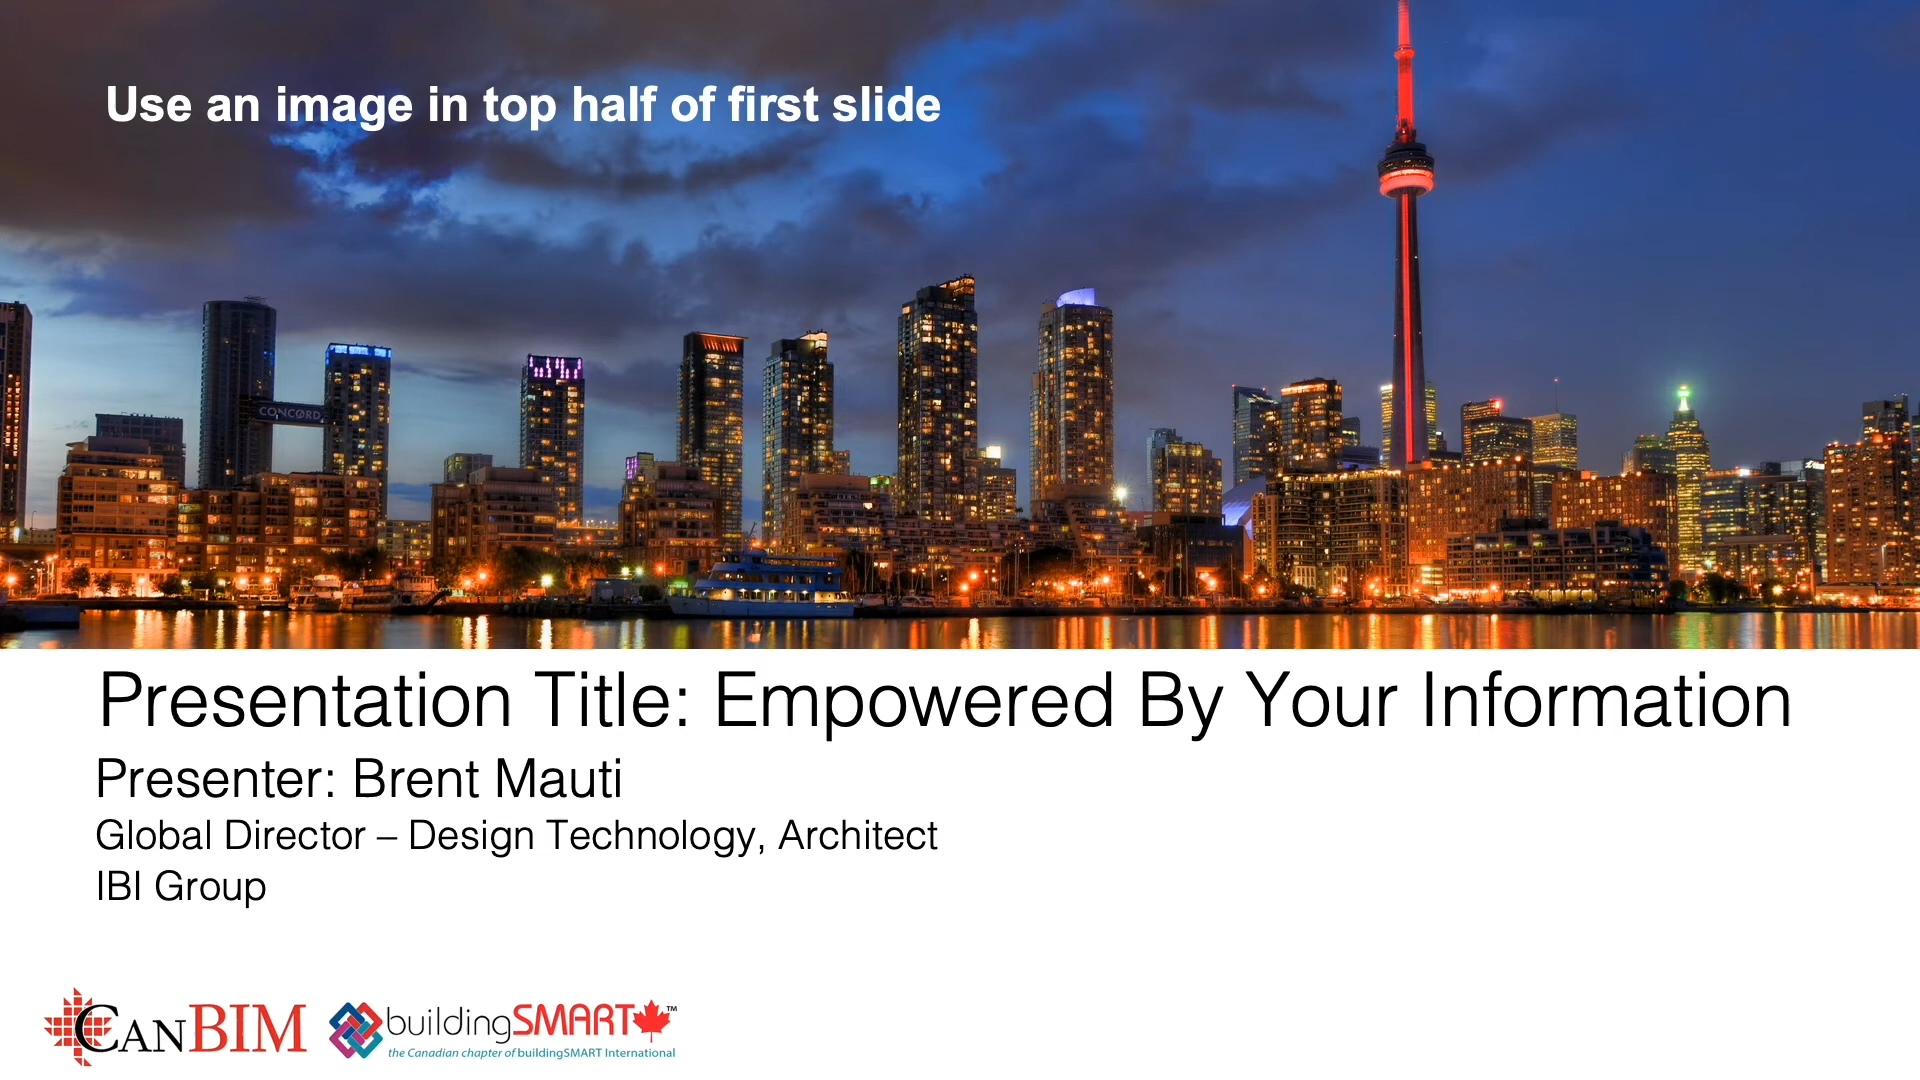 Use an image in top half of first slide
CONCORD
Presentation Title: Empowered By Your Information
Presenter: Brent Mauti
Global Director – Design Technology, Architect
IBI Group
CANBIM
buildingSMART™
the Canadian chapter of buildingSMART International